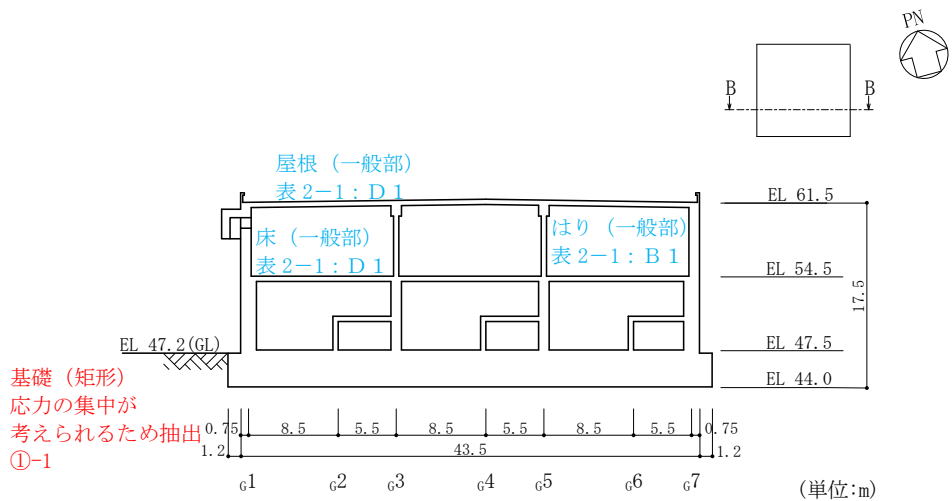 PN
B
B
屋根（一般部）
表 2－1：D 1
床（一般部）
表 2－1：D 1
はり（一般部）
表 2－1：B 1
EL 61.5
EL 54.5
17.5
EL 47.5
EL 44.0
EL 47.2(GL)
基礎（矩形）
応力の集中が
考えられるため抽出
①-1
0.75 8.5 5.5 8.5 5.5 8.5 5.5 0.75
1.2 43.5 1.2
G1 G2 G3 G4 G5 G6 G7
(単位:m)